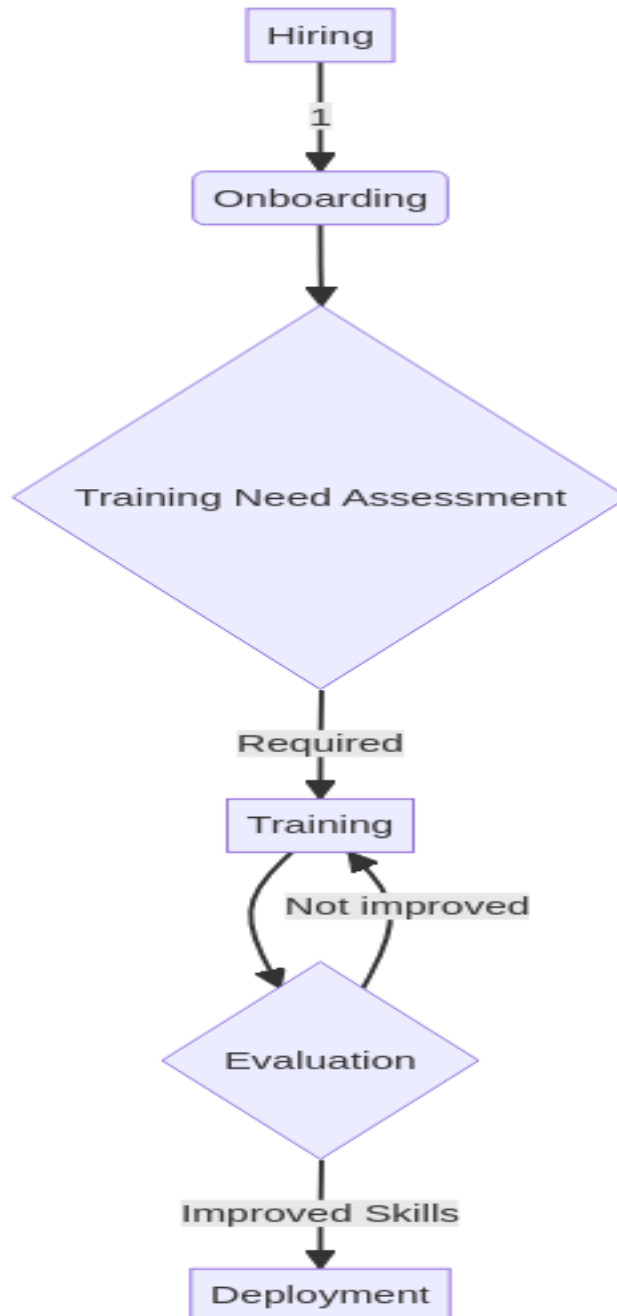 Hiring
1
Onboarding
Training Need Assessment
Required
Training
Not improved
Evaluation
Improved Skills
Deployment